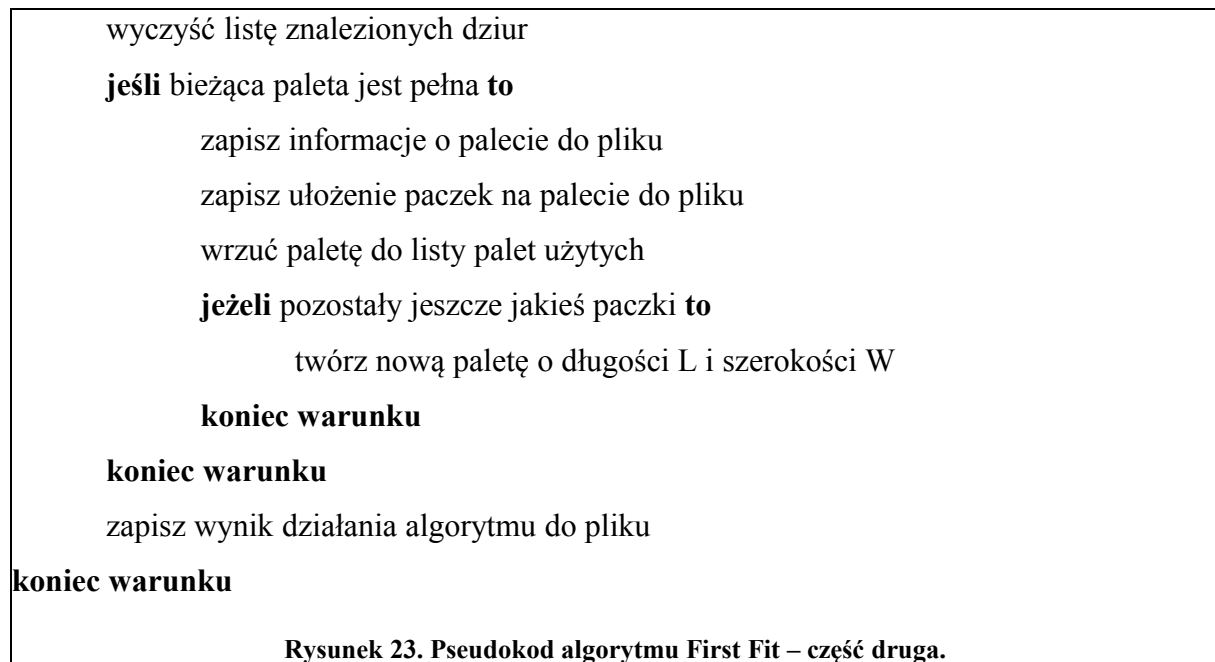 wyczyść listę znalezionych dziur
jeśli bieżąca paleta jest pełna to
zapisz informacje o palecie do pliku
zapisz ułożenie paczek na palecie do pliku
wrzuć paletę do listy palet użytych
jeżeli pozostały jeszcze jakieś paczki to
twórz nową paletę o długości L i szerokości W
koniec warunku
koniec warunku
zapisz wynik działania algorytmu do pliku
koniec warunku
Rysunek 23. Pseudokod algorytmu First Fit – część druga.